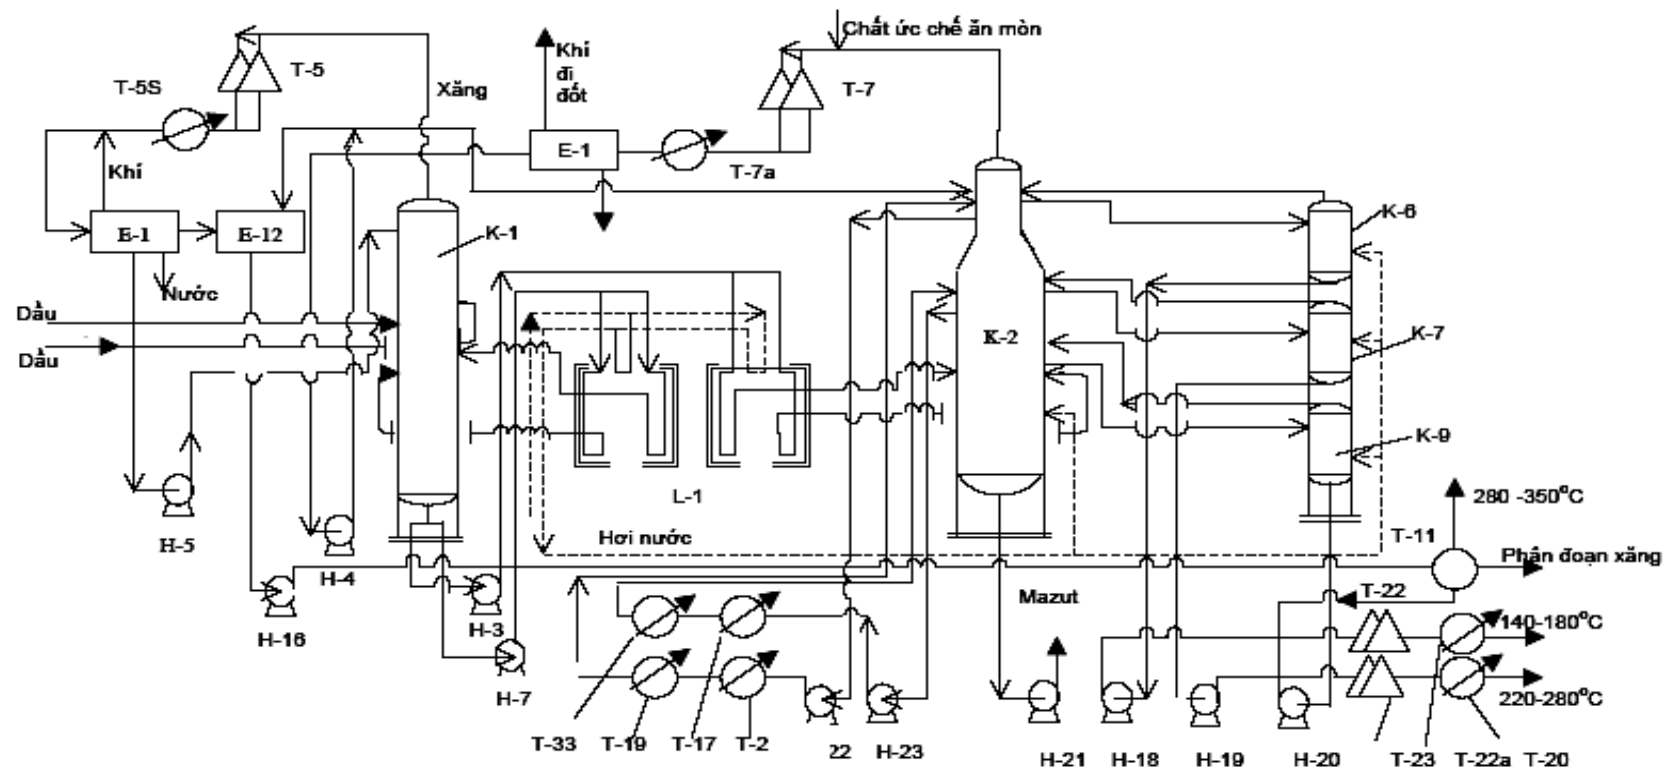 Chất ức chế ăn mòn
Khí
đi
đốt
T-5
T-5S
T-7
Xăng
E-1
T-7a
Khí
K-6
E-1
E-12
K-1
Nước
Dầu
Dầu
K-2
K-7
K-9
L-1
280 -350°C
Hơi nước
T-11
H-5
H-4
Phận đoạn xăng
T-22
Mazut
140-180°C
H-16
H-3
H-7
220-280°C
T-33
T-19
T-17
T-2
22
H-23
H-21
H-18
H-19
H-20
T-23
T-22a
T-20